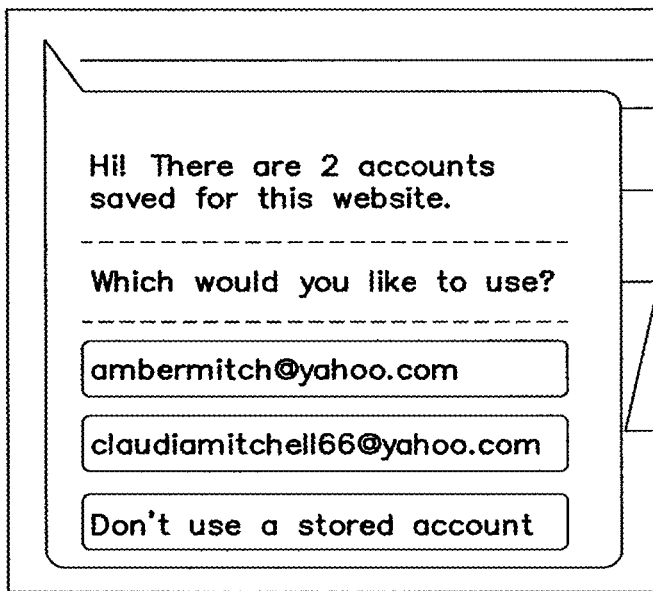 Hi! There are 2 accounts
saved for this website.
Which would you like to use?
ambermitch@yahoo.com
claudiamitchell66@yahoo.com
Don't use a stored account